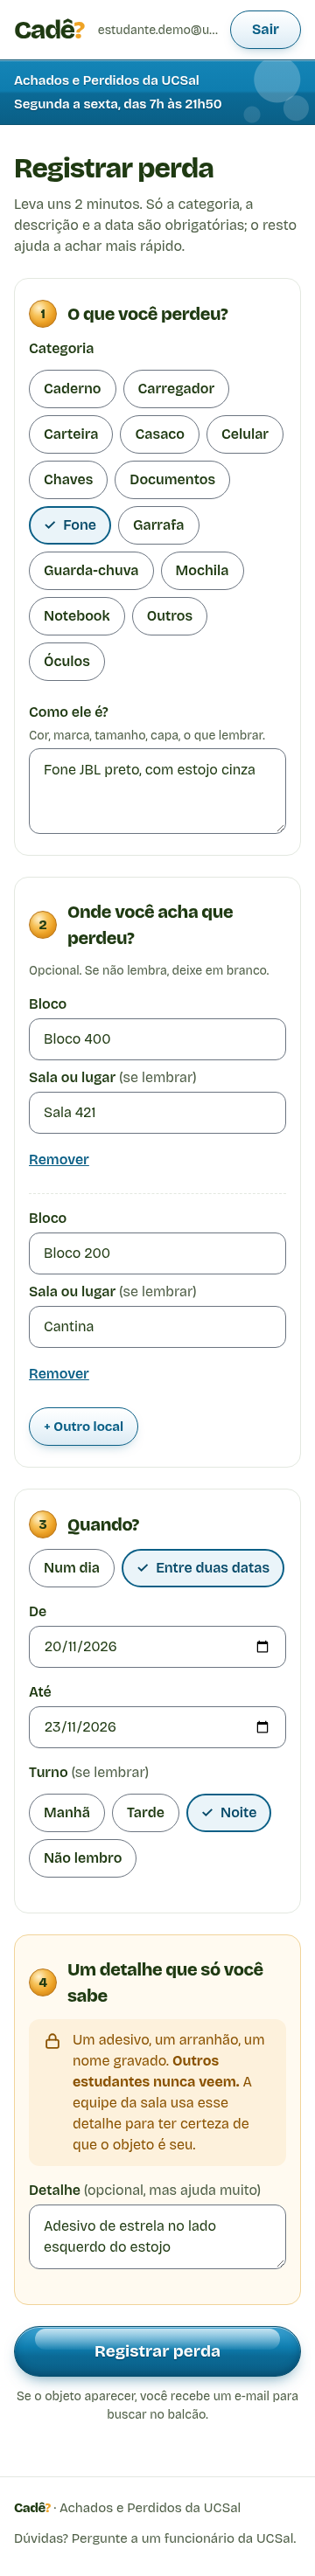 Cadê? estudante.demo@u... Sair
Achados e Perdidos da UCSal
Segunda a sexta, das 7h às 21h50
Registrar perda
Leva uns 2 minutos. Só a categoria, a
descrição e a data são obrigatórias; o resto
ajuda a achar mais rápido.
1 O que você perdeu?
Categoria
Caderno Carregador
Carteira Casaco Celular
Chaves Documentos
✓ Fone Garrafa
Guarda-chuva Mochila
Notebook Outros
Óculos
Como ele é?
Cor, marca, tamanho, capa, o que lembrar.
Fone JBL preto, com estojo cinza
2 Onde você acha que
perdeu?
Opcional. Se não lembra, deixe em branco.
Bloco
Bloco 400
Sala ou lugar (se lembrar)
Sala 421
Remover
Bloco
Bloco 200
Sala ou lugar (se lembrar)
Cantina
Remover
+ Outro local
3 Quando?
Num dia ✓ Entre duas datas
De
20/11/2026
Até
23/11/2026
Turno (se lembrar)
Manhã Tarde ✓ Noite
Não lembro
4 Um detalhe que só você
sabe
Um adesivo, um arranhão, um
nome gravado. Outros
estudantes nunca veem. A
equipe da sala usa esse
detalhe para ter certeza de
que o objeto é seu.
Detalhe (opcional, mas ajuda muito)
Adesivo de estrela no lado
esquerdo do estojo
Registrar perda
Se o objeto aparecer, você recebe um e-mail para
buscar no balcão.
Cadê? · Achados e Perdidos da UCSal
Dúvidas? Pergunte a um funcionário da UCSal.